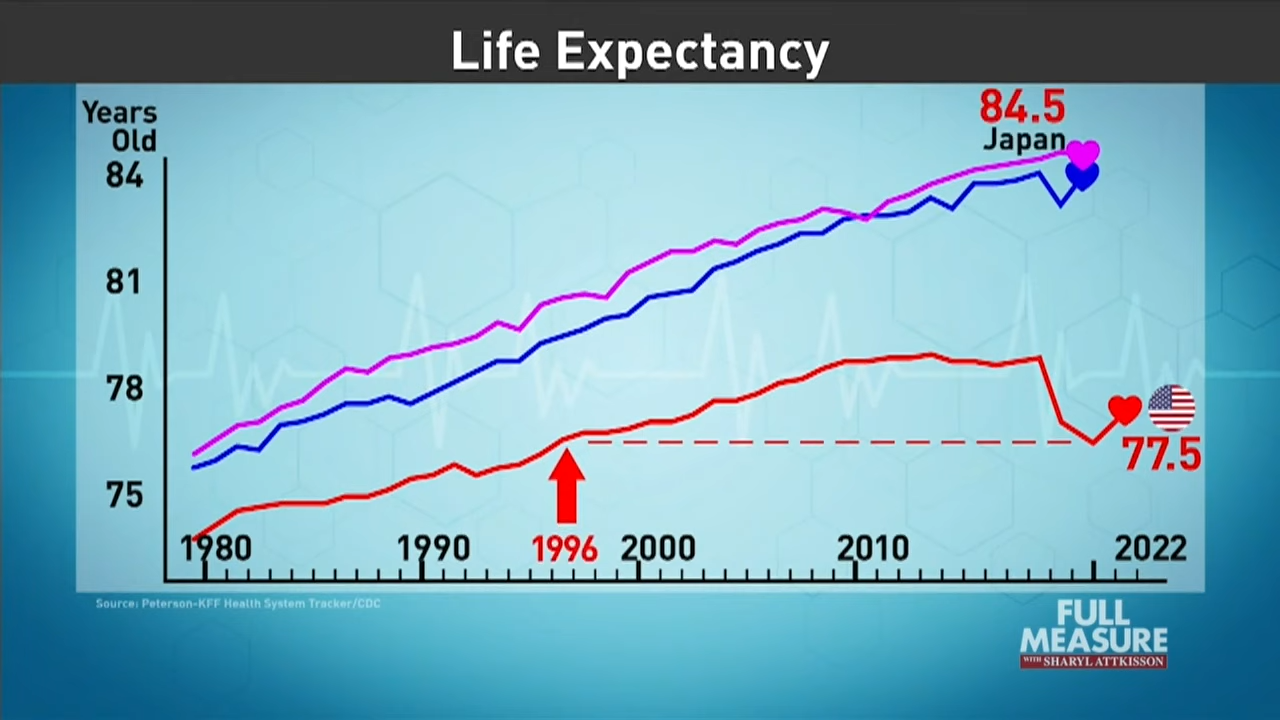 Life Expectancy
Years
Old
84.5
Japan
84
81
78
77.5
75
1980
1990
1996
2000
2010
2022
Source: Peterson-KFF Health System Tracker/CDC
FULL
MEASURE
WITH SHARYL ATTKISSON